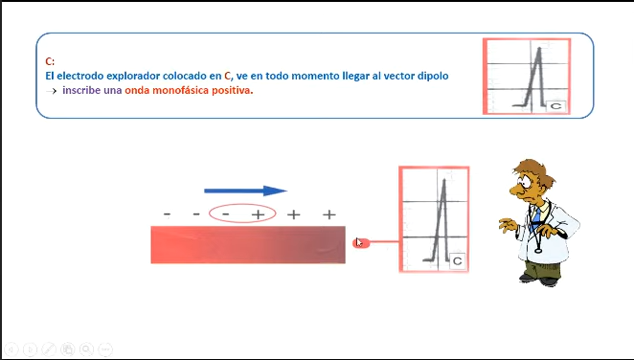 C:
El electrodo explorador colocado en C, ve en todo momento llegar al vector dipolo
→ inscribe una onda monofásica positiva.
C
- - - + + +
C